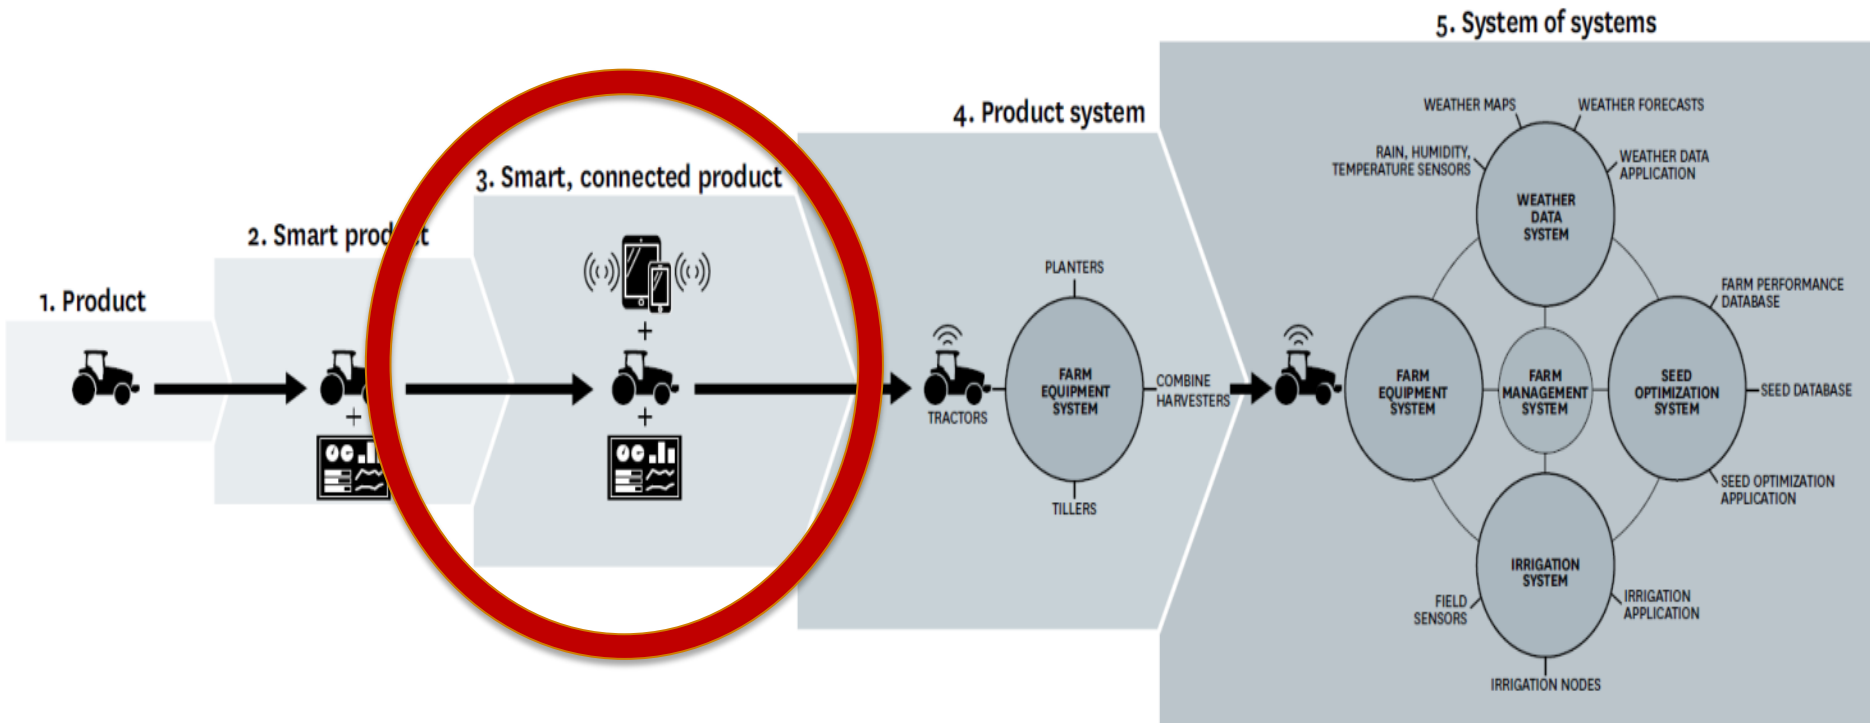 1. Product
2. Smart product
3. Smart, connected product
4. Product system
TRACTORS
PLANTERS
FARM
EQUIPMENT
SYSTEM
COMBINE
HARVESTERS
TILLERS
5. System of systems
WEATHER MAPS
WEATHER FORECASTS
RAIN, HUMIDITY,
TEMPERATURE SENSORS
WEATHER DATA
APPLICATION
WEATHER
DATA
SYSTEM
FARM
EQUIPMENT
SYSTEM
FARM
MANAGEMENT
SYSTEM
SEED
OPTIMIZATION
SYSTEM
FARM PERFORMANCE
DATABASE
SEED DATABASE
SEED OPTIMIZATION
APPLICATION
IRRIGATION
SYSTEM
FIELD
SENSORS
IRRIGATION
APPLICATION
IRRIGATION NODES